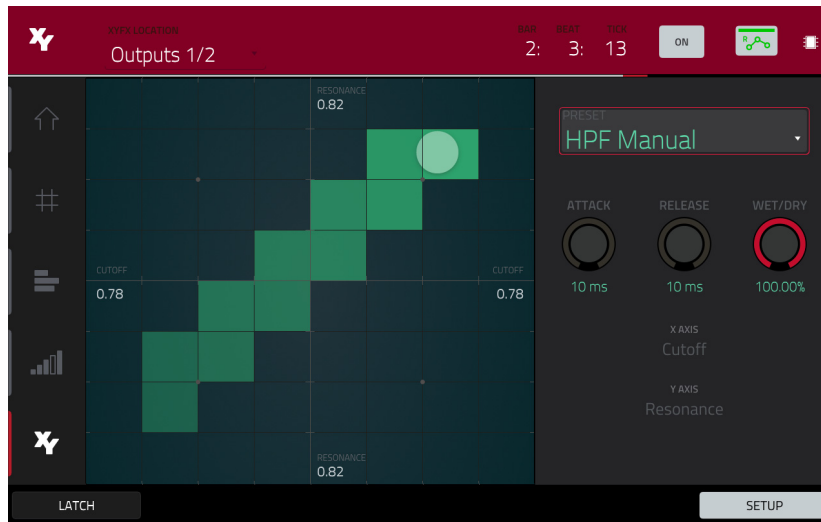 XY
XYFX LOCATION
Outputs 1/2
BAR BEAT TICK
2: 3: 13
ON
R
RESONANCE
0.82
CUTOFF
0.78
CUTOFF
0.78
RESONANCE
0.82
PRESET
HPF Manual
ATTACK RELEASE WET/DRY
10 ms 10 ms 100.00%
X AXIS
Cutoff
Y AXIS
Resonance
XY
LATCH
SETUP